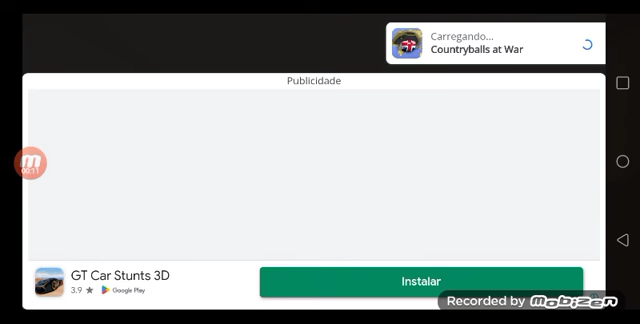 Carregando...
Countryballs at War
Publicidade
00:11
GT Car Stunts 3D
3.9 ★ Google Play
Instalar
Recorded by Mobizen